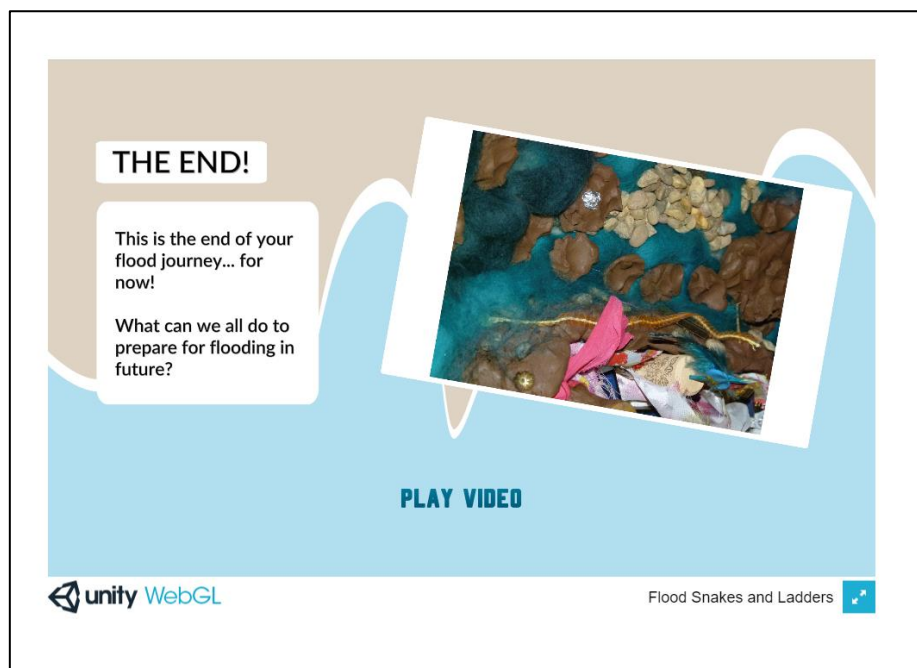 THE END!
This is the end of your
flood journey... for
now!
What can we all do to
prepare for flooding in
future?
PLAY VIDEO
unity WebGL
Flood Snakes and Ladders